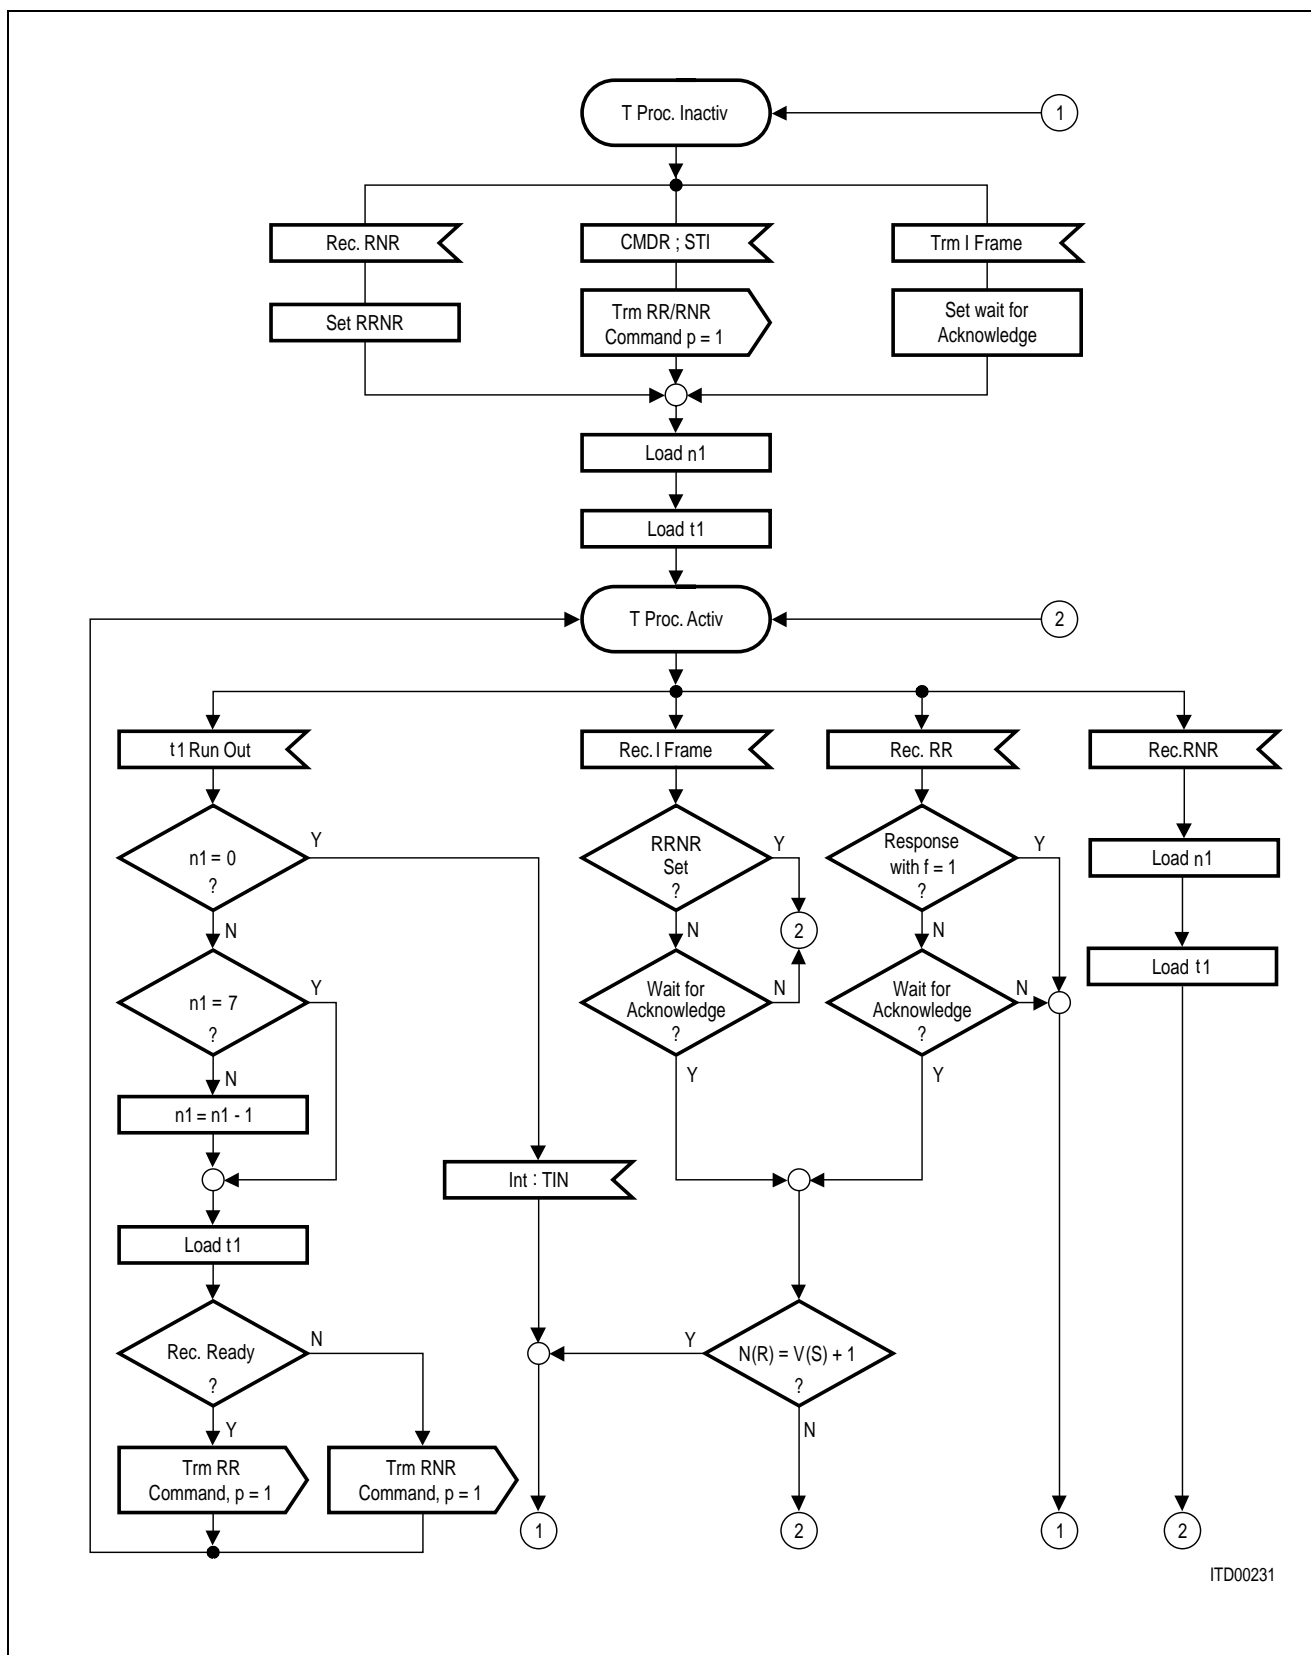 T Proc. Inactiv
1
Rec. RNR
CMDR ; STI
Trm I Frame
Set RRNR
Trm RR/RNR
Command p = 1
Set wait for
Acknowledge
Load n1
Load t1
T Proc. Activ
2
t1 Run Out
Rec. I Frame
Rec. RR
Rec.RNR
n1 = 0
?
Y
N
RRNR
Set
?
Y
N
2
Response
with f = 1
?
Y
N
Load n1
n1 = 7
?
Y
N
Wait for
Acknowledge
?
N
Y
Wait for
Acknowledge
?
N
Y
Load t1
n1 = n1 - 1
Int : TIN
Load t1
Rec. Ready
?
N
Y
N(R) = V(S) + 1
?
Y
N
Trm RR
Command, p = 1
Trm RNR
Command, p = 1
1
2
1
2
ITD00231